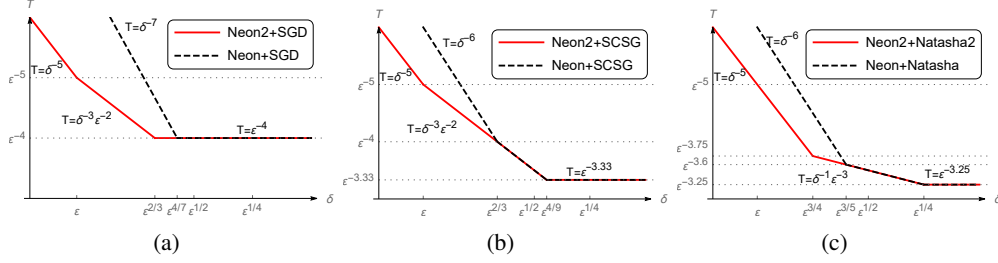 T
T=δ⁻⁷
Neon2+SGD
Neon+SGD
T=δ⁻⁵
ε⁻⁵
T=δ⁻³ε⁻²
T=ε⁻⁴
ε⁻⁴
ε ε^2/3 ε^4/7 ε^1/2 ε^1/4 δ
(a)
T
T=δ⁻⁶
Neon2+SCSG
Neon+SCSG
T=δ⁻⁵
ε⁻⁵
T=δ⁻³ε⁻²
ε⁻⁴
T=ε^-3.33
ε^-3.33
ε ε^2/3 ε^1/2 ε^4/9 ε^1/4 δ
(b)
T
T=δ⁻⁶
Neon2+Natasha2
Neon+Natasha
T=δ⁻⁵
ε⁻⁵
ε^-3.75
ε^-3.6
T=δ⁻¹ε⁻³
T=ε^-3.25
ε^-3.25
ε ε^3/4 ε^3/5 ε^1/2 ε^1/4 δ
(c)